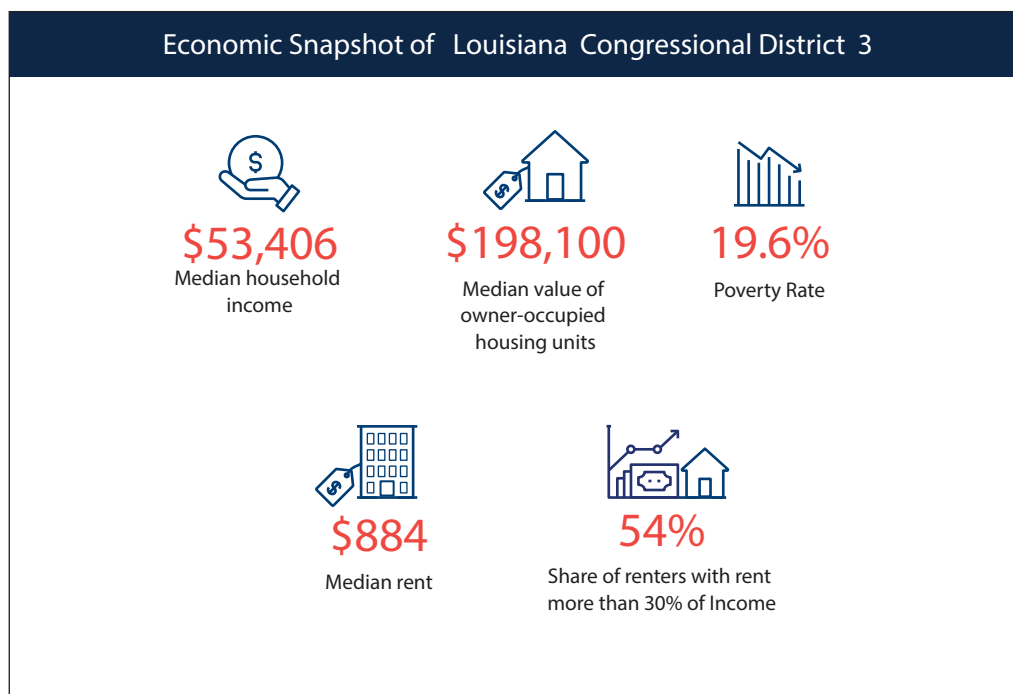 Economic Snapshot of Louisiana Congressional District 3
$
$
$53,406
Median household
income
$198,100
Median value of
owner-occupied
housing units
19.6%
Poverty Rate
$
$884
Median rent
54%
Share of renters with rent
more than 30% of Income